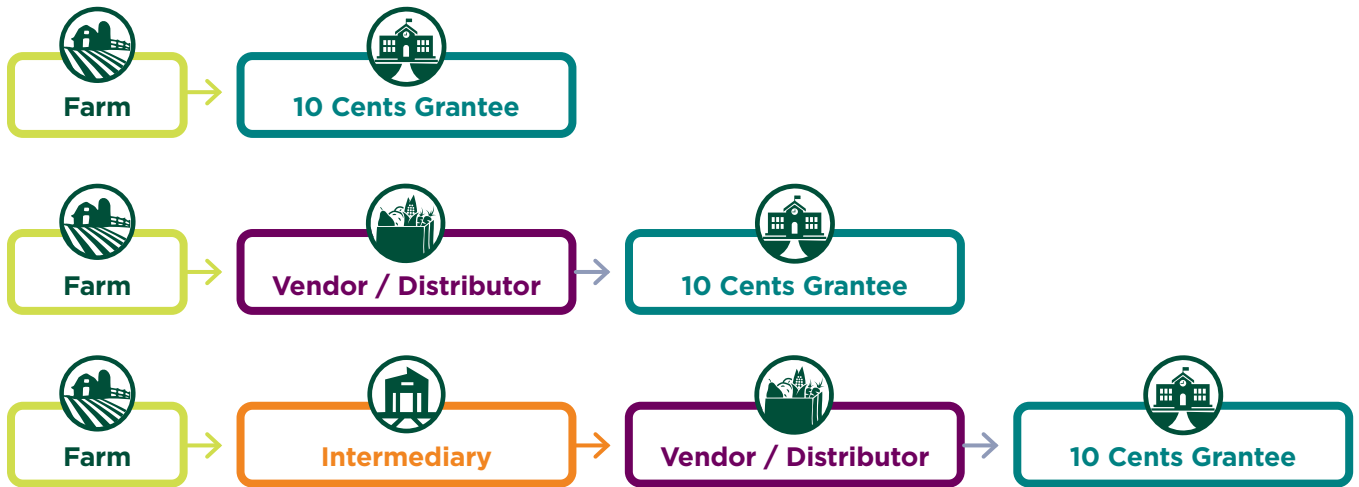 Farm
10 Cents Grantee
Farm
Vendor / Distributor
10 Cents Grantee
Farm
Intermediary
Vendor / Distributor
10 Cents Grantee